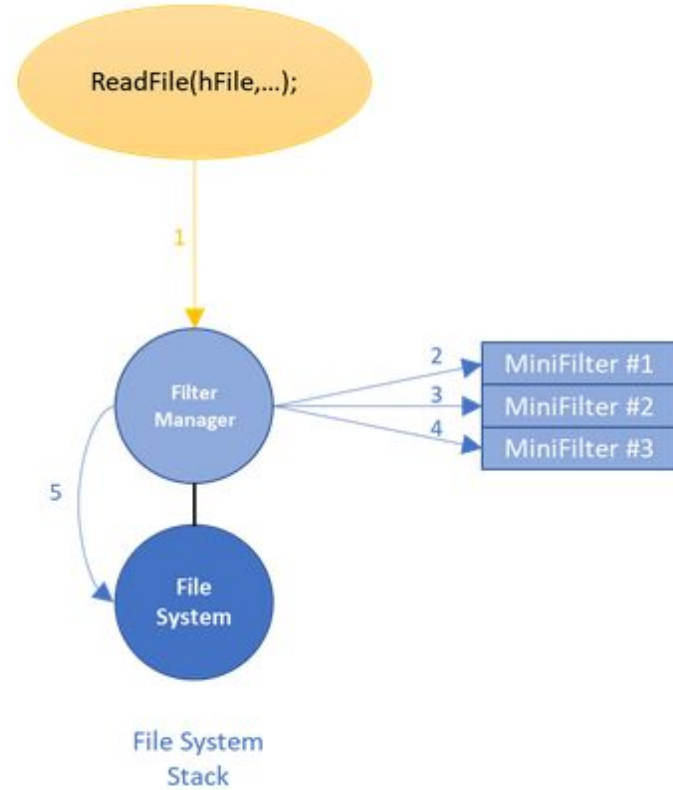 ReadFile(hFile,...);
1
Filter
Manager
2
MiniFilter #1
3
MiniFilter #2
4
MiniFilter #3
5
File
System
File System
Stack